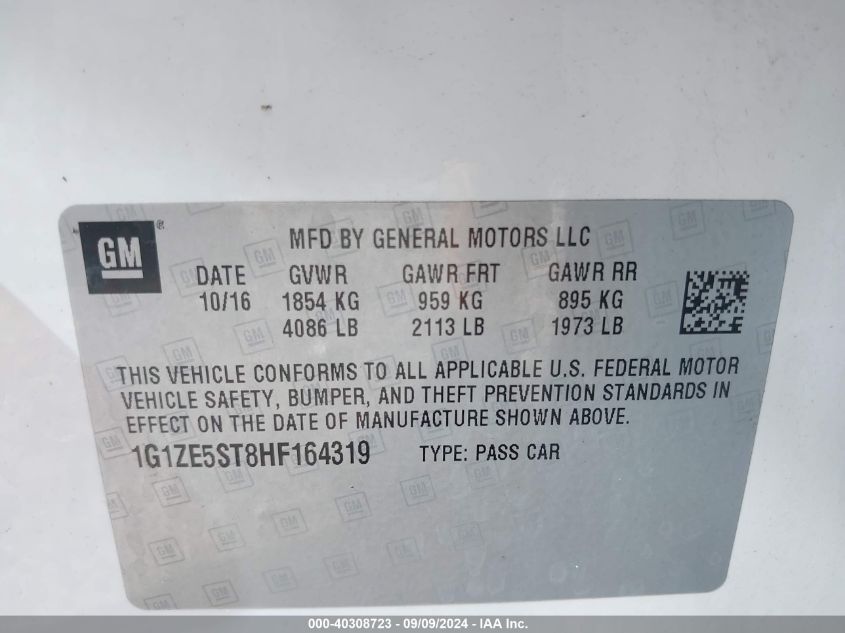 GM ®
MFD BY GENERAL MOTORS LLC
DATE GVWR GAWR FRT GAWR RR
10/16 1854 KG 959 KG 895 KG
4086 LB 2113 LB 1973 LB
THIS VEHICLE CONFORMS TO ALL APPLICABLE U.S. FEDERAL MOTOR
VEHICLE SAFETY, BUMPER, AND THEFT PREVENTION STANDARDS IN
EFFECT ON THE DATE OF MANUFACTURE SHOWN ABOVE.
1G1ZE5ST8HF164319 TYPE: PASS CAR
000-40308723 - 09/09/2024 - IAA Inc.